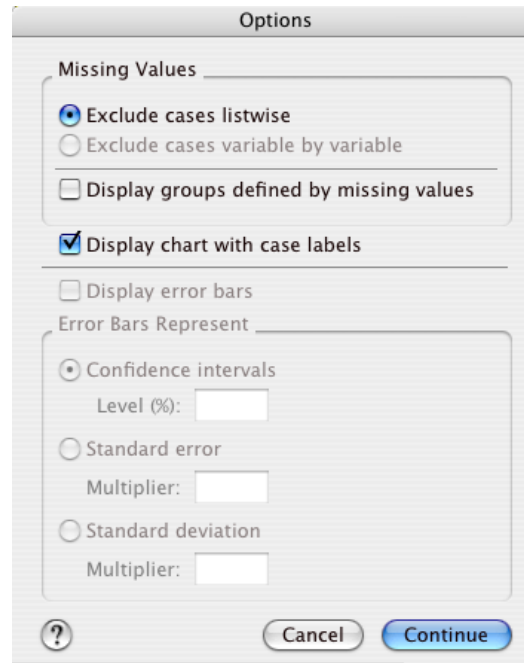 Options
Missing Values
Exclude cases listwise
Exclude cases variable by variable
Display groups defined by missing values
Display chart with case labels
Display error bars
Error Bars Represent
Confidence intervals
Level (%):
Standard error
Multiplier:
Standard deviation
Multiplier:
? Cancel Continue